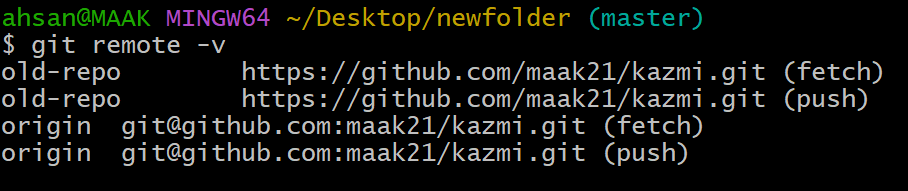 ahsan@MAAK MINGW64 ~/Desktop/newfolder (master)
$ git remote -v
old-repo        https://github.com/maak21/kazmi.git (fetch)
old-repo        https://github.com/maak21/kazmi.git (push)
origin  git@github.com:maak21/kazmi.git (fetch)
origin  git@github.com:maak21/kazmi.git (push)